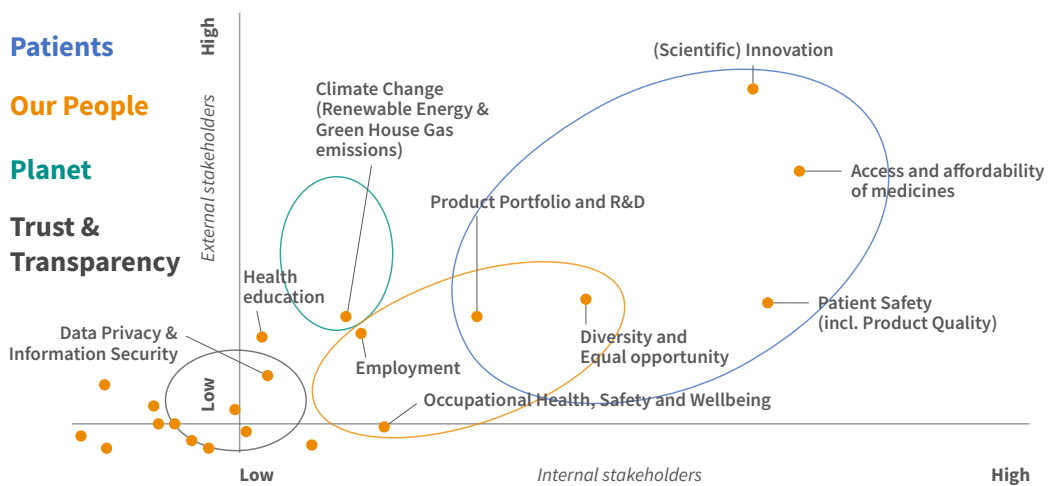 Patients
Our People
Planet
Trust &
Transparency
High
External stakeholders
Low
(Scientific) Innovation
Climate Change
(Renewable Energy &
Green House Gas
emissions)
Access and affordability
of medicines
Product Portfolio and R&D
Health
education
Patient Safety
(incl. Product Quality)
Data Privacy &
Information Security
Diversity and
Equal opportunity
Employment
Occupational Health, Safety and Wellbeing
Low
Internal stakeholders
High